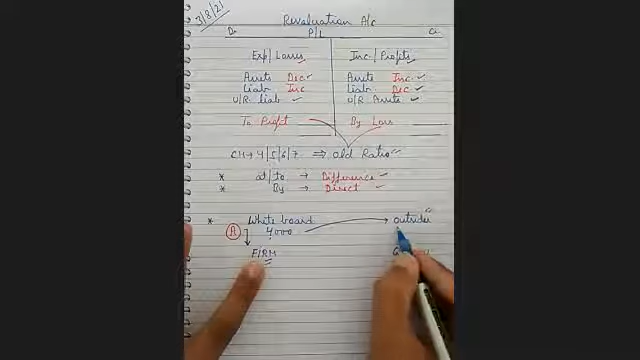 3/8/21
Revaluation A/c
Dr. P/L Cr.
Exp/Losses Inc./Profits
Assets Dec Assets Inc.
Liab. Inc Liab. Dec
U/R Liab U/R Assets
To Profit By Loss
CH → 4/5/6/7 ⇒ Old Ratio
* at/to → Difference
* By → Direct
* White board → outsider
A 4000
FIRM